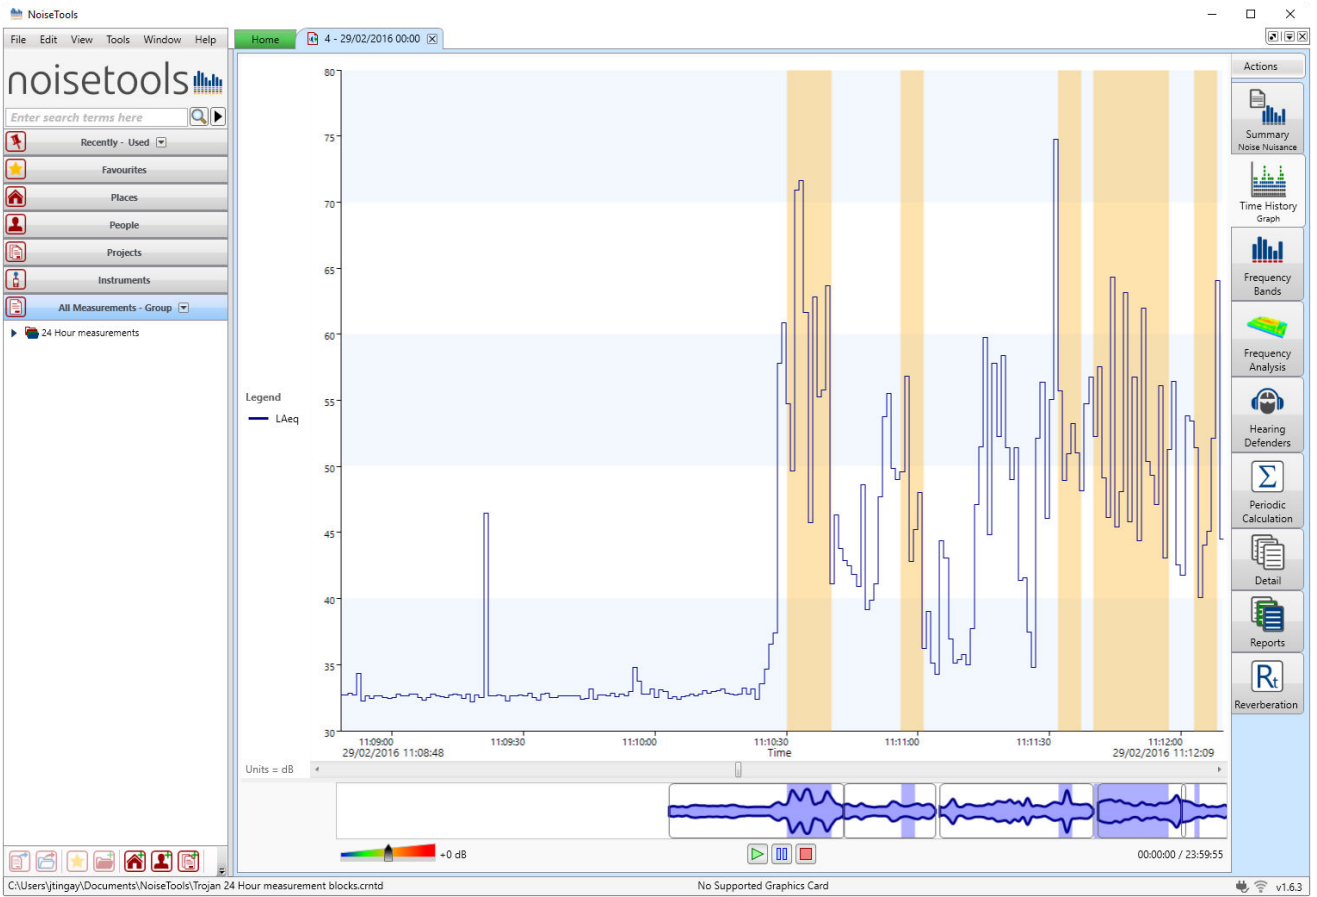 NoiseTools
File Edit View Tools Window Help
Home
4 - 29/02/2016 00:00
noisetools
Enter search terms here
Recently - Used
Favourites
Places
People
Projects
Instruments
All Measurements - Group
24 Hour measurements
Legend
LAeq
80
75
70
65
60
55
50
45
40
35
30
11:09:00 11:09:30 11:10:00 11:10:30 11:11:00 11:11:30 11:12:00
29/02/2016 11:08:48 Time 29/02/2016 11:12:09
Units = dB
+0 dB
00:00:00 / 23:59:55
Actions
Summary
Noise Nuisance
Time History
Graph
Frequency
Bands
Frequency
Analysis
Hearing
Defenders
Σ
Periodic
Calculation
Detail
Reports
Rt
Reverberation
C:\Users\jtingay\Documents\NoiseTools\Trojan 24 Hour measurement blocks.crntd
No Supported Graphics Card
v1.6.3